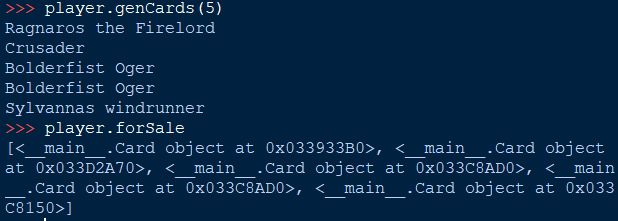 >>> player.genCards(5)
Ragnaros the Firelord
Crusader
Bolderfist Oger
Bolderfist Oger
Sylvannas windrunner
>>> player.forSale
[<__main__.Card object at 0x033933B0>, <__main__.Card object
at 0x033D2A70>, <__main__.Card object at 0x033C8AD0>, <__main
__.Card object at 0x033C8AD0>, <__main__.Card object at 0x033
C8150>]